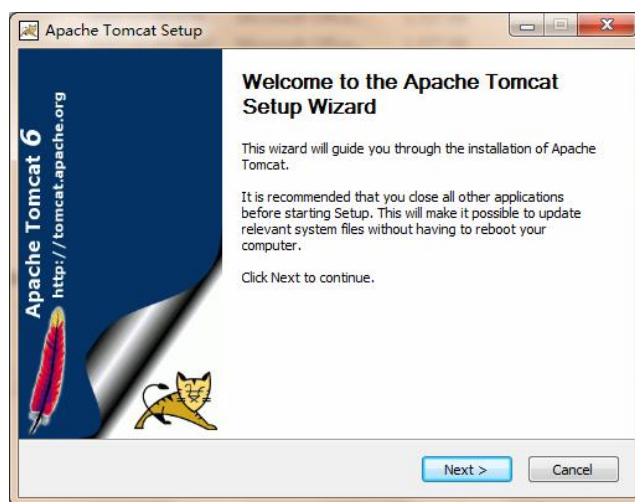 Apache Tomcat Setup
Apache Tomcat 6
http://tomcat.apache.org
Welcome to the Apache Tomcat
Setup Wizard
This wizard will guide you through the installation of Apache
Tomcat.
It is recommended that you close all other applications
before starting Setup. This will make it possible to update
relevant system files without having to reboot your
computer.
Click Next to continue.
Next >
Cancel